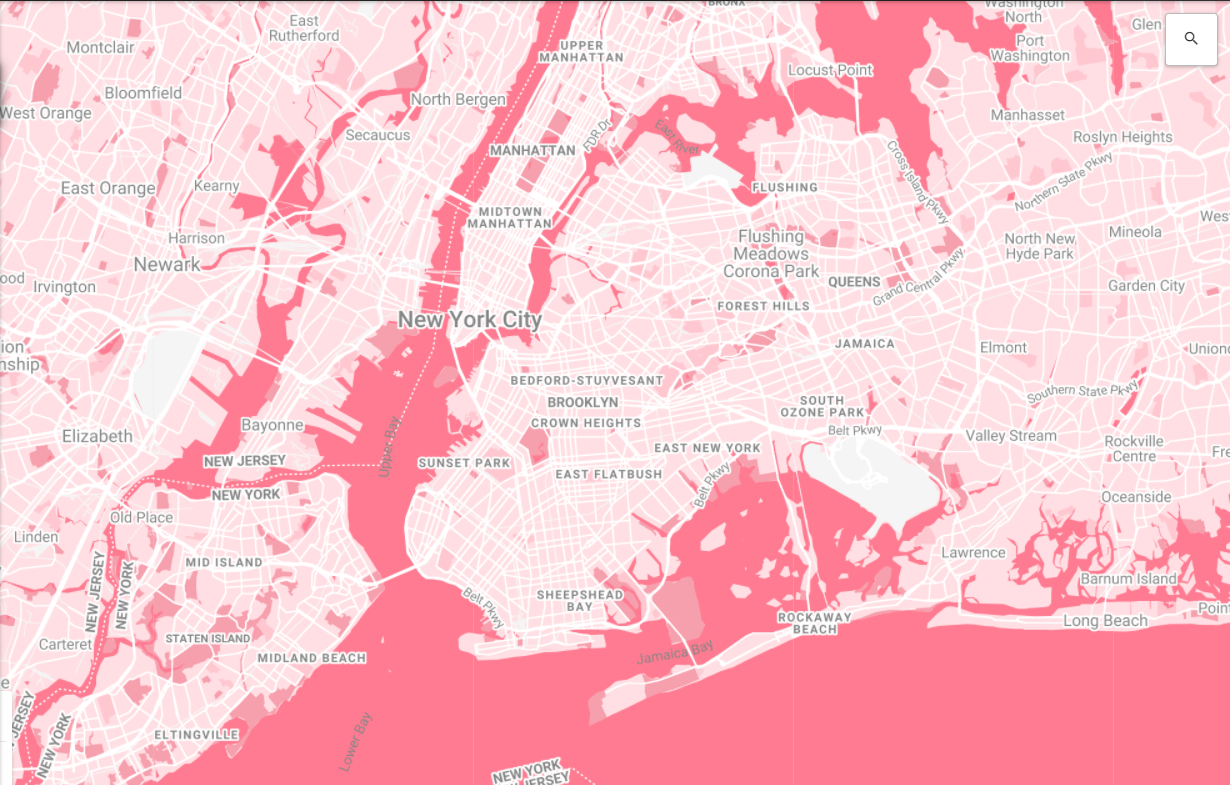 BRONX
Washington
North
East
Rutherford
Glen
Montclair
UPPER
MANHATTAN
Port
Washington
Locust Point
Bloomfield
North Bergen
West Orange
Manhasset
Secaucus
FDR Dr
East River
Roslyn Heights
MANHATTAN
Cross Island Pkwy
Northern State Pkwy
East Orange
Kearny
FLUSHING
MIDTOWN
MANHATTAN
West
Harrison
Flushing
Meadows
Corona Park
North New
Hyde Park
Mineola
Newark
ood
Irvington
QUEENS
Grand Central Pkwy
Garden City
FOREST HILLS
New York City
ion
nship
JAMAICA
Elmont
Union
BEDFORD-STUYVESANT
Southern State Pkwy
BROOKLYN
SOUTH
OZONE PARK
CROWN HEIGHTS
Bayonne
Belt Pkwy
Elizabeth
Upper Bay
Valley Stream
Rockville
Centre
Fre
EAST NEW YORK
NEW JERSEY
SUNSET PARK
EAST FLATBUSH
Belt Pkwy
NEW YORK
Oceanside
Old Place
Linden
Lawrence
MID ISLAND
NEW JERSEY
NEW YORK
Barnum Island
SHEEPSHEAD
BAY
Belt Pkwy
Point
ROCKAWAY
BEACH
Long Beach
STATEN ISLAND
Carteret
Jamaica Bay
MIDLAND BEACH
e
JERSEY
NEW YORK
ELTINGVILLE
Lower Bay
NEW YORK
JERSEY